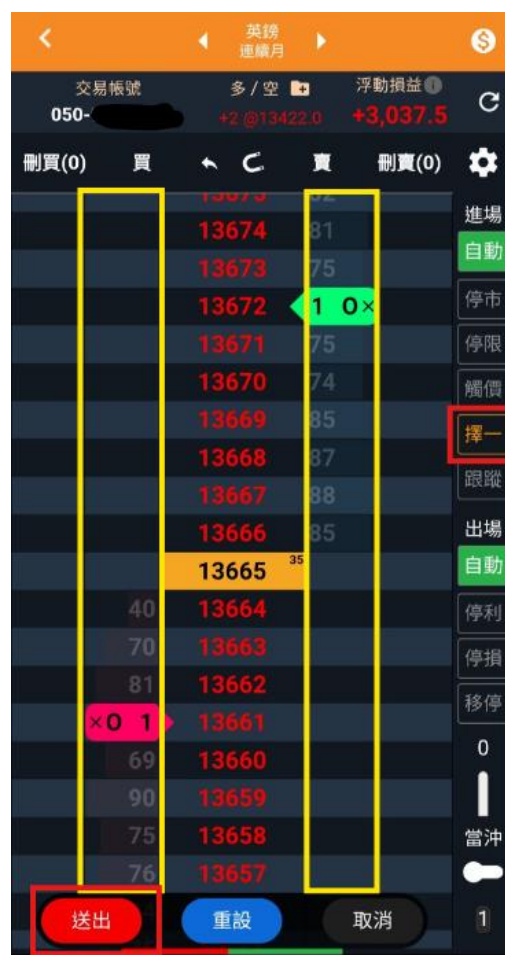 英鎊
連續月
交易帳號 多 / 空 浮動損益
050- +2 @13422.0 +3,037.5
刪買(0) 買 賣 刪賣(0)
13675 82
13674 81
13673 75
13672 1 0×
13671 75
13670 74
13669 85
13668 87
13667 88
13666 85
13665 35
40 13664
70 13663
81 13662
×0 1 13661
69 13660
90 13659
75 13658
76 13657
進場
自動
停市
停限
觸價
擇一
跟蹤
出場
自動
停利
停損
移停
0
當沖
1
送出 重設 取消